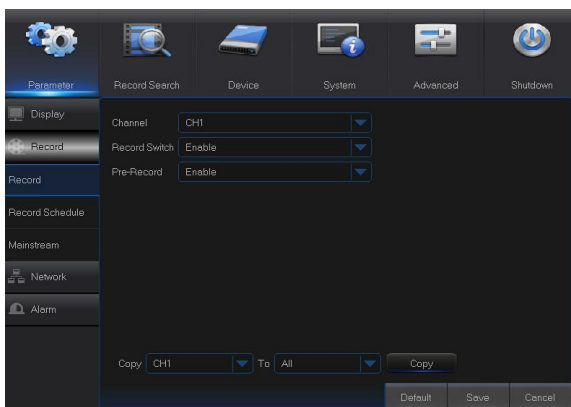 Parameter Record Search Device System Advanced Shutdown
Display
Record
Record
Record Schedule
Mainstream
Network
Alarm
Channel CH1
Record Switch Enable
Pre-Record Enable
Copy CH1 To All Copy
Default Save Cancel